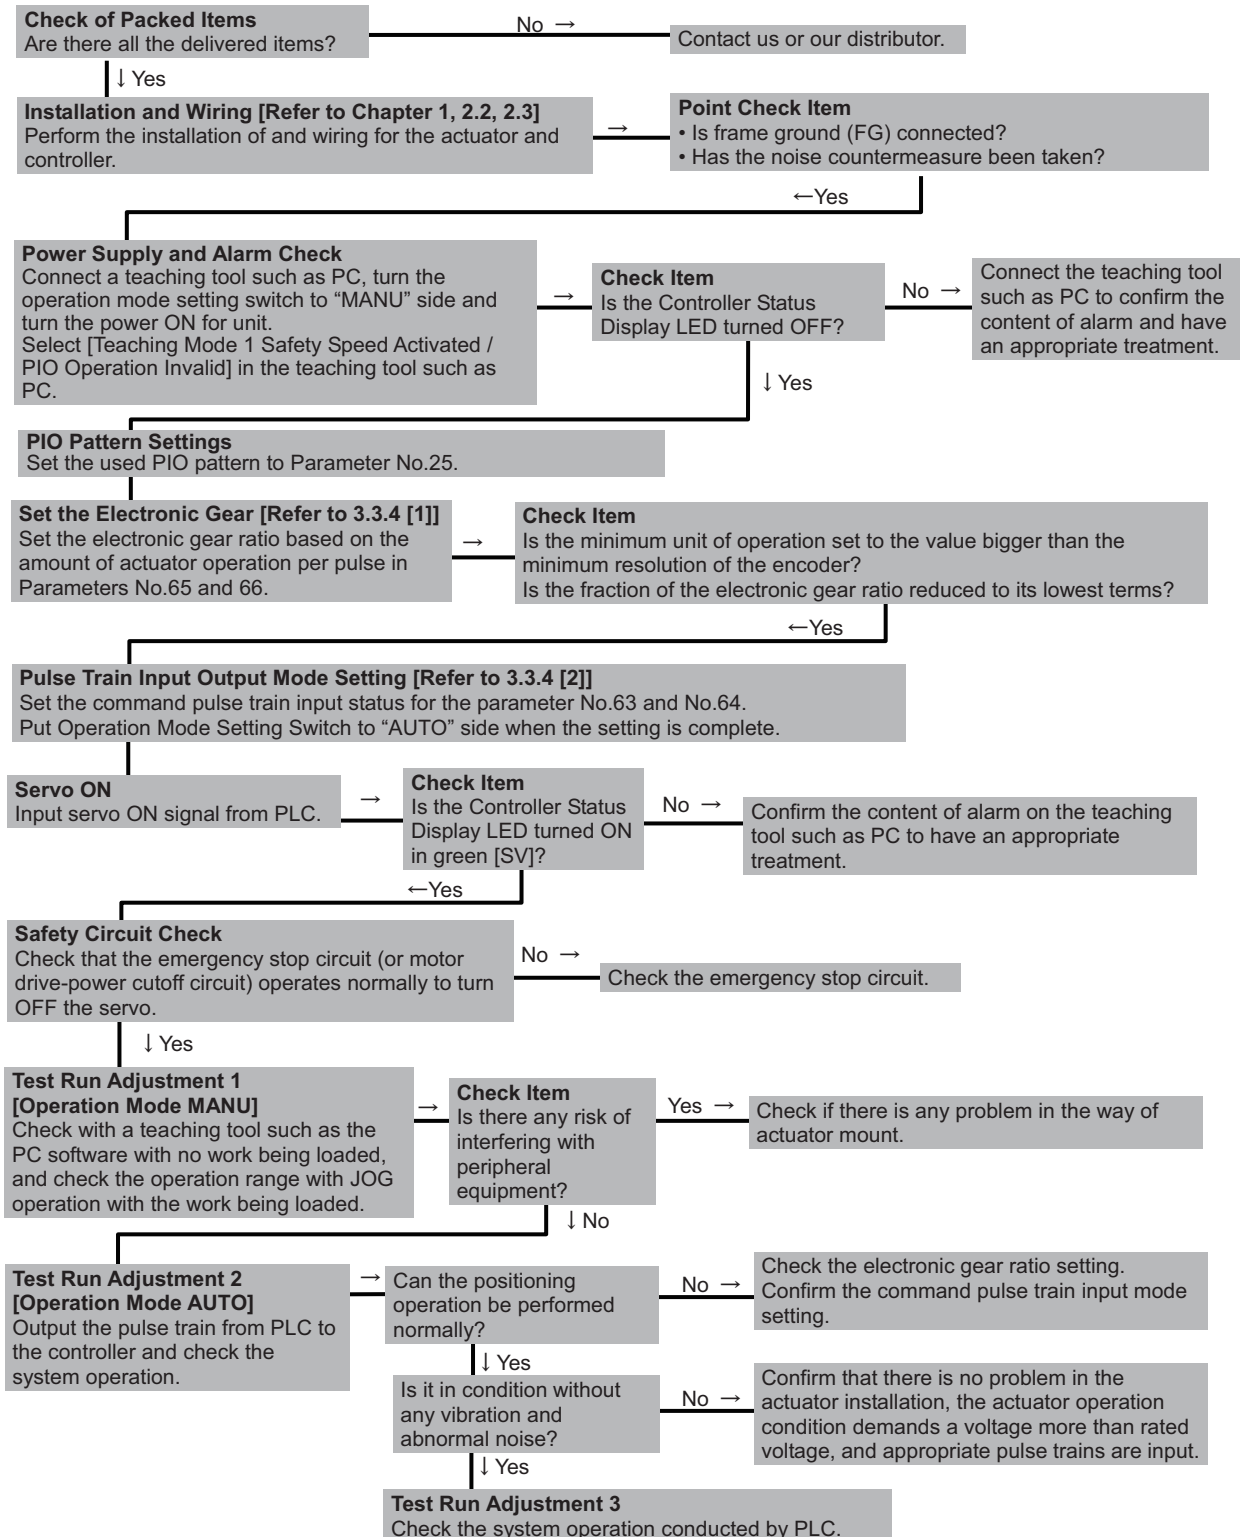 Check of Packed Items
Are there all the delivered items?
No →
Contact us or our distributor.
↓ Yes
Installation and Wiring [Refer to Chapter 1, 2.2, 2.3]
Perform the installation of and wiring for the actuator and
controller.
→
Point Check Item
• Is frame ground (FG) connected?
• Has the noise countermeasure been taken?
←Yes
Power Supply and Alarm Check
Connect a teaching tool such as PC, turn the
operation mode setting switch to “MANU” side and
turn the power ON for unit.
Select [Teaching Mode 1 Safety Speed Activated /
PIO Operation Invalid] in the teaching tool such as
PC.
→
Check Item
Is the Controller Status
Display LED turned OFF?
No →
Connect the teaching tool
such as PC to confirm the
content of alarm and have
an appropriate treatment.
↓ Yes
PIO Pattern Settings
Set the used PIO pattern to Parameter No.25.
Set the Electronic Gear [Refer to 3.3.4 [1]]
Set the electronic gear ratio based on the
amount of actuator operation per pulse in
Parameters No.65 and 66.
→
Check Item
Is the minimum unit of operation set to the value bigger than the
minimum resolution of the encoder?
Is the fraction of the electronic gear ratio reduced to its lowest terms?
←Yes
Pulse Train Input Output Mode Setting [Refer to 3.3.4 [2]]
Set the command pulse train input status for the parameter No.63 and No.64.
Put Operation Mode Setting Switch to “AUTO” side when the setting is complete.
Servo ON
Input servo ON signal from PLC.
→
Check Item
Is the Controller Status
Display LED turned ON
in green [SV]?
No →
Confirm the content of alarm on the teaching
tool such as PC to have an appropriate
treatment.
←Yes
Safety Circuit Check
Check that the emergency stop circuit (or motor
drive-power cutoff circuit) operates normally to turn
OFF the servo.
No →
Check the emergency stop circuit.
↓ Yes
Test Run Adjustment 1
[Operation Mode MANU]
Check with a teaching tool such as the
PC software with no work being loaded,
and check the operation range with JOG
operation with the work being loaded.
→
Check Item
Is there any risk of
interfering with
peripheral
equipment?
Yes →
Check if there is any problem in the way of
actuator mount.
↓ No
Test Run Adjustment 2
[Operation Mode AUTO]
Output the pulse train from PLC to
the controller and check the
system operation.
→
Can the positioning
operation be performed
normally?
No →
Check the electronic gear ratio setting.
Confirm the command pulse train input mode
setting.
↓ Yes
Is it in condition without
any vibration and
abnormal noise?
No →
Confirm that there is no problem in the
actuator installation, the actuator operation
condition demands a voltage more than rated
voltage, and appropriate pulse trains are input.
↓ Yes
Test Run Adjustment 3
Check the system operation conducted by PLC.